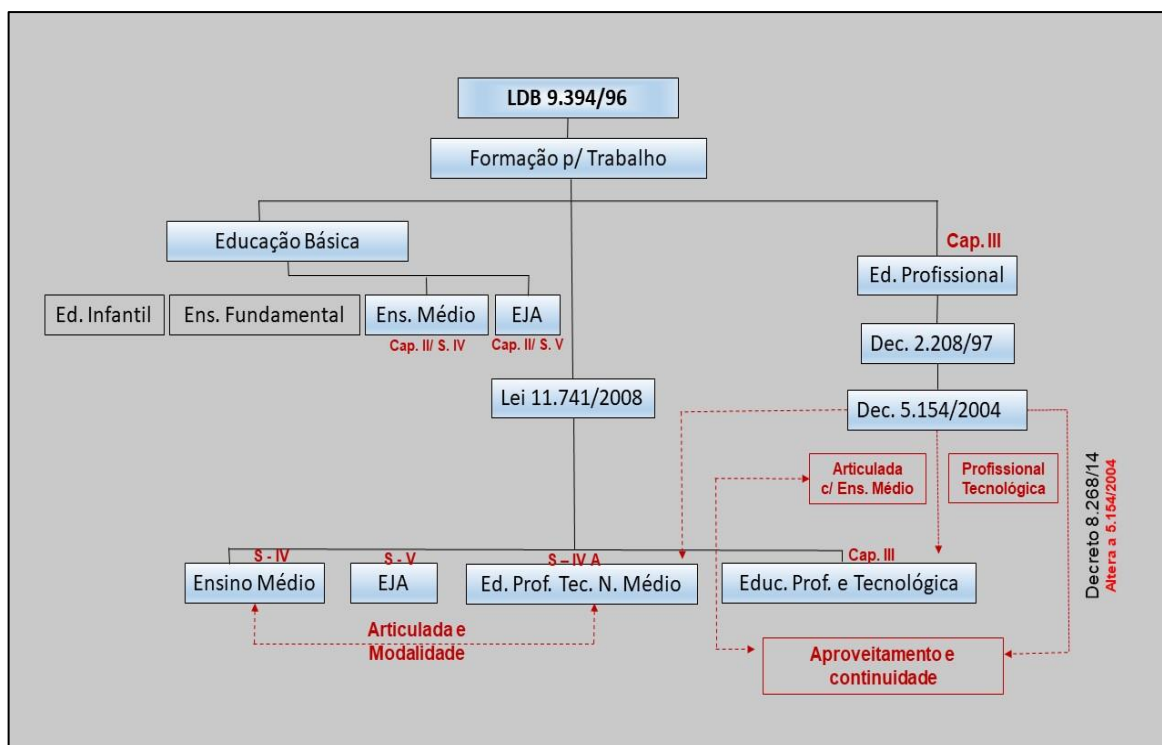 LDB 9.394/96
Formação p/ Trabalho
Educação Básica
Cap. III
Ed. Profissional
Ed. Infantil
Ens. Fundamental
Ens. Médio
EJA
Cap. II/ S. IV
Cap. II/ S. V
Dec. 2.208/97
Lei 11.741/2008
Dec. 5.154/2004
Articulada
c/ Ens. Médio
Profissional
Tecnológica
Decreto 8.268/14
Altera a 5.154/2004
S - IV
S - V
S – IV A
Cap. III
Ensino Médio
EJA
Ed. Prof. Tec. N. Médio
Educ. Prof. e Tecnológica
Articulada e
Modalidade
Aproveitamento e
continuidade